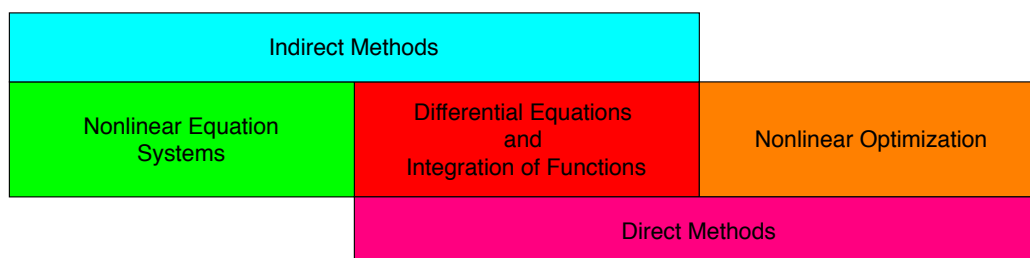 Indirect Methods
Nonlinear Equation
Systems
Differential Equations
and
Integration of Functions
Nonlinear Optimization
Direct Methods